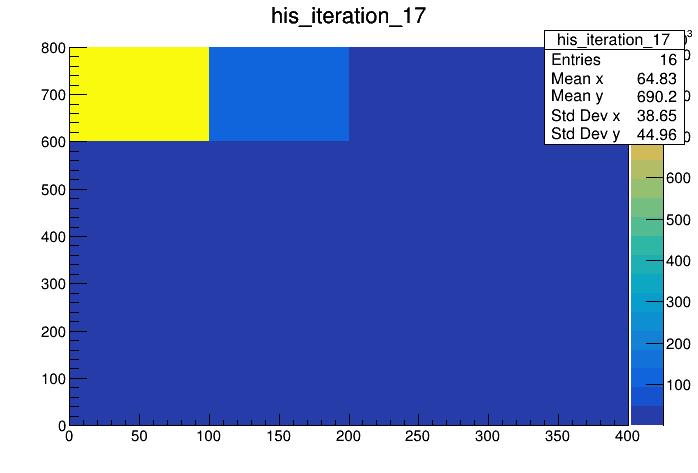 his_iteration_17
his_iteration_17
Entries 16
Mean x 64.83
Mean y 690.2
Std Dev x 38.65
Std Dev y 44.96
800
700
600
500
400
300
200
100
0
0 50 100 150 200 250 300 350 400
600
500
400
300
200
100